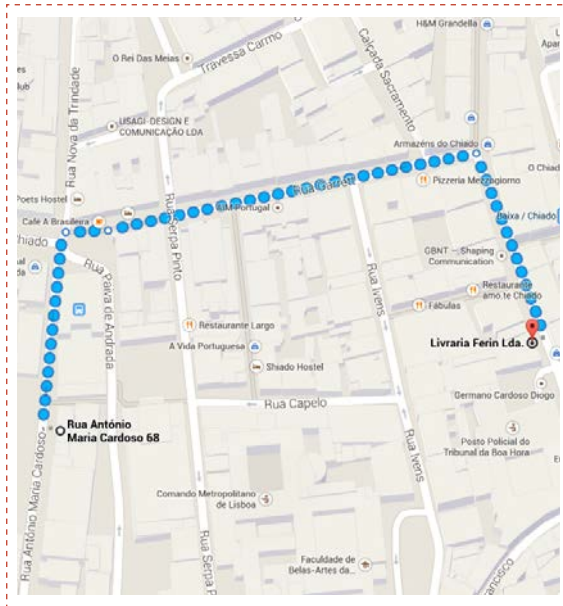 H&M Grandella
O Rei Das Meias
Travessa Carmo
Calçada Sacramento
Rua Nova da Trindade
USAGI-DESIGN E
COMUNICAÇÃO LDA
Armazéns do Chiado
O Chiado
Pizzeria Mezzogiorno
Poets Hostel
Rua Garrett
Café A Brasileira
AIM Portugal
Baixa / Chiado
Chiado
Rua Serpa Pinto
GBNT – Shaping
Communication
Rua Paiva de Andrada
Rua Ivens
Restaurante
amo.te Chiado
Fábulas
Restaurante Largo
A Vida Portuguesa
Livraria Ferin Lda.
Shiado Hostel
Germano Cardoso Diogo
Rua Capelo
Rua António
Maria Cardoso 68
Posto Policial do
Tribunal da Boa Hora
Rua Ivens
Rua António Maria Cardoso
Comando Metropolitano
de Lisboa
Rua Serpa P
Faculdade de
Belas-Artes da...
ncisco